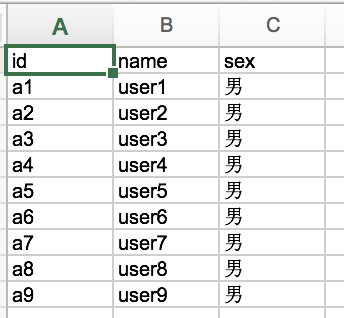 A B C
id name sex
a1 user1 男
a2 user2 男
a3 user3 男
a4 user4 男
a5 user5 男
a6 user6 男
a7 user7 男
a8 user8 男
a9 user9 男